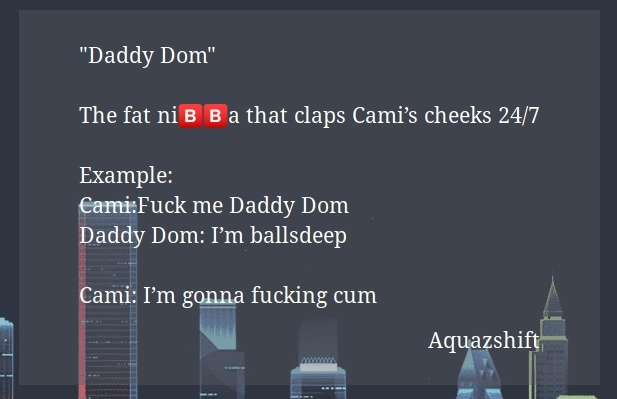 "Daddy Dom"
The fat ni🅱🅱a that claps Cami’s cheeks 24/7
Example:
Cami:Fuck me Daddy Dom
Daddy Dom: I’m ballsdeep
Cami: I’m gonna fucking cum
Aquazshift